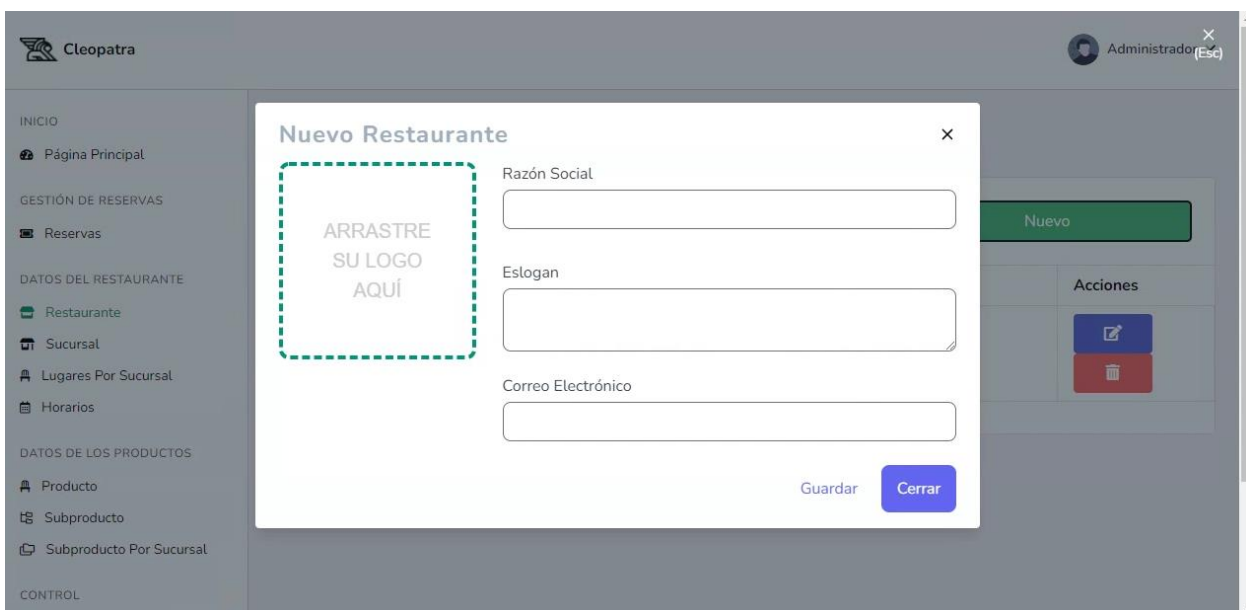 Cleopatra
Administrador
(Esc)
INICIO
Página Principal
GESTIÓN DE RESERVAS
Reservas
DATOS DEL RESTAURANTE
Restaurante
Sucursal
Lugares Por Sucursal
Horarios
DATOS DE LOS PRODUCTOS
Producto
Subproducto
Subproducto Por Sucursal
CONTROL
Nuevo Restaurante
ARRASTRE
SU LOGO
AQUÍ
Razón Social
Eslogan
Correo Electrónico
Guardar
Cerrar
Nuevo
Acciones